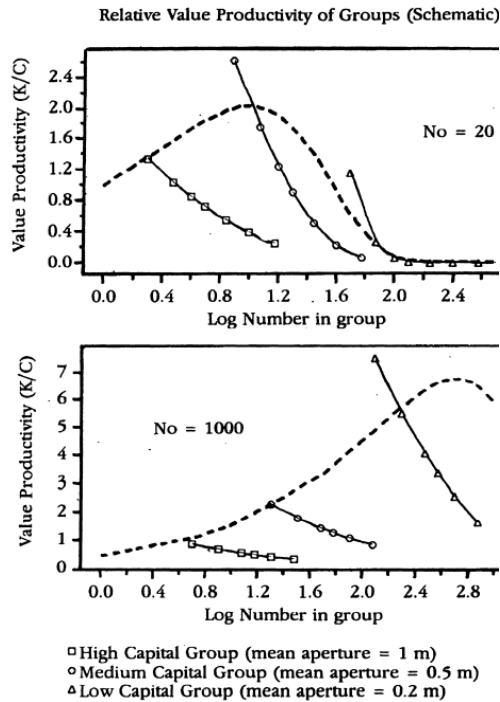 Relative Value Productivity of Groups (Schematic)
Value Productivity (K/C)
2.4
2.0
1.6
1.2
0.8
0.4
0.0
No = 20
0.0 0.4 0.8 1.2 1.6 2.0 2.4
Log Number in group
Value Productivity (K/C)
7
6
5
4
3
2
1
0
No = 1000
0.0 0.4 0.8 1.2 1.6 2.0 2.4 2.8
Log Number in group
High Capital Group (mean aperture = 1 m)
Medium Capital Group (mean aperture = 0.5 m)
Low Capital Group (mean aperture = 0.2 m)